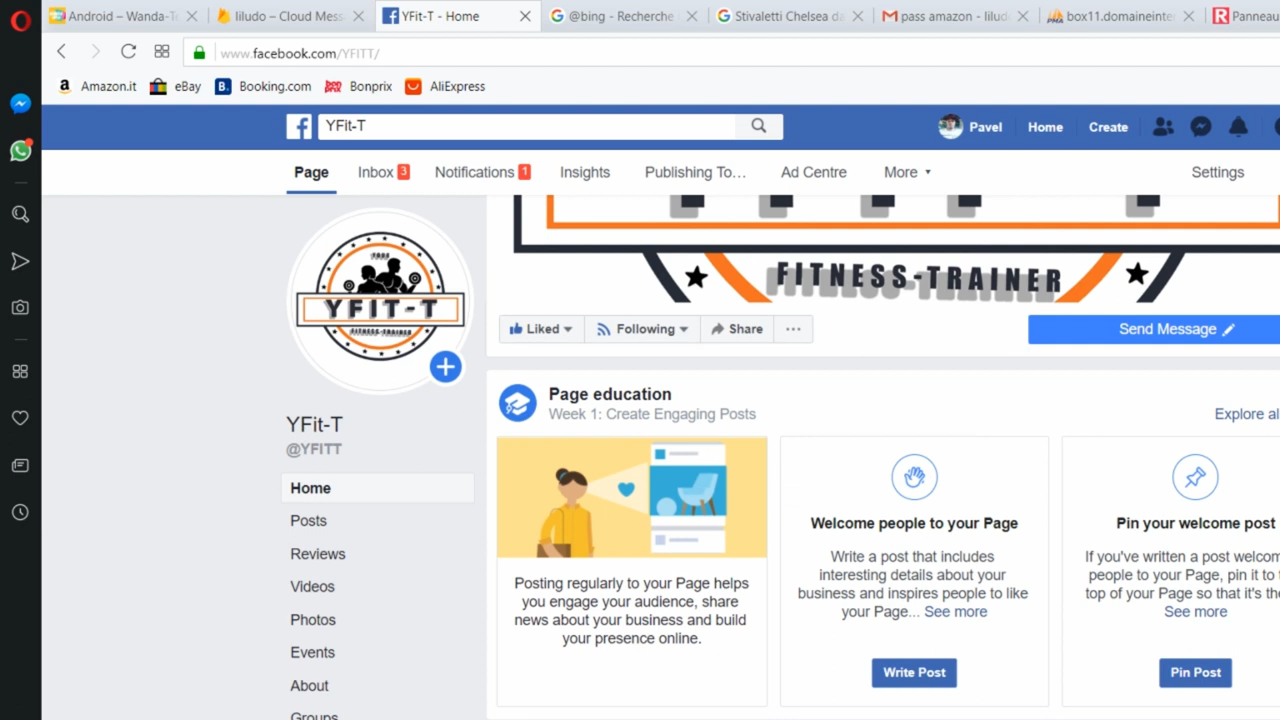 Android – Wanda-T
liludo – Cloud Mess
YFit-T - Home
@bing - Recherche
Stivaletti Chelsea da
pass amazon - liludo
box11.domaineinte
Panneau
www.facebook.com/YFITT/
Amazon.it
eBay
Booking.com
Bonprix
AliExpress
YFit-T
Pavel
Home
Create
Page
Inbox 3
Notifications 1
Insights
Publishing To...
Ad Centre
More
Settings
YFIT-T
FITNESS-TRAINER
FITNESS-TRAINER
Liked
Following
Share
Send Message
Page education
Week 1: Create Engaging Posts
Explore al
YFit-T
@YFITT
Home
Posts
Reviews
Videos
Photos
Events
About
Groups
Posting regularly to your Page helps
you engage your audience, share
news about your business and build
your presence online.
Welcome people to your Page
Write a post that includes
interesting details about your
business and inspires people to like
your Page... See more
Write Post
Pin your welcome post
If you've written a post welcom
people to your Page, pin it to t
top of your Page so that it's the
See more
Pin Post